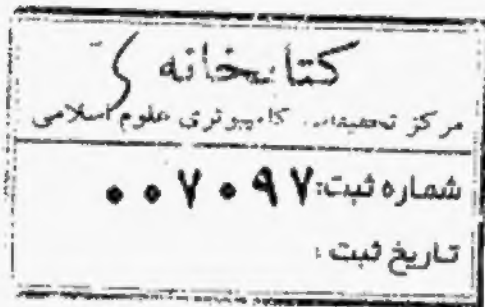 کتابخانه
مرکز تحقیقات کامپیوتری علوم اسلامی
شماره ثبت: ۰۰۷۰۹۷
تاریخ ثبت :